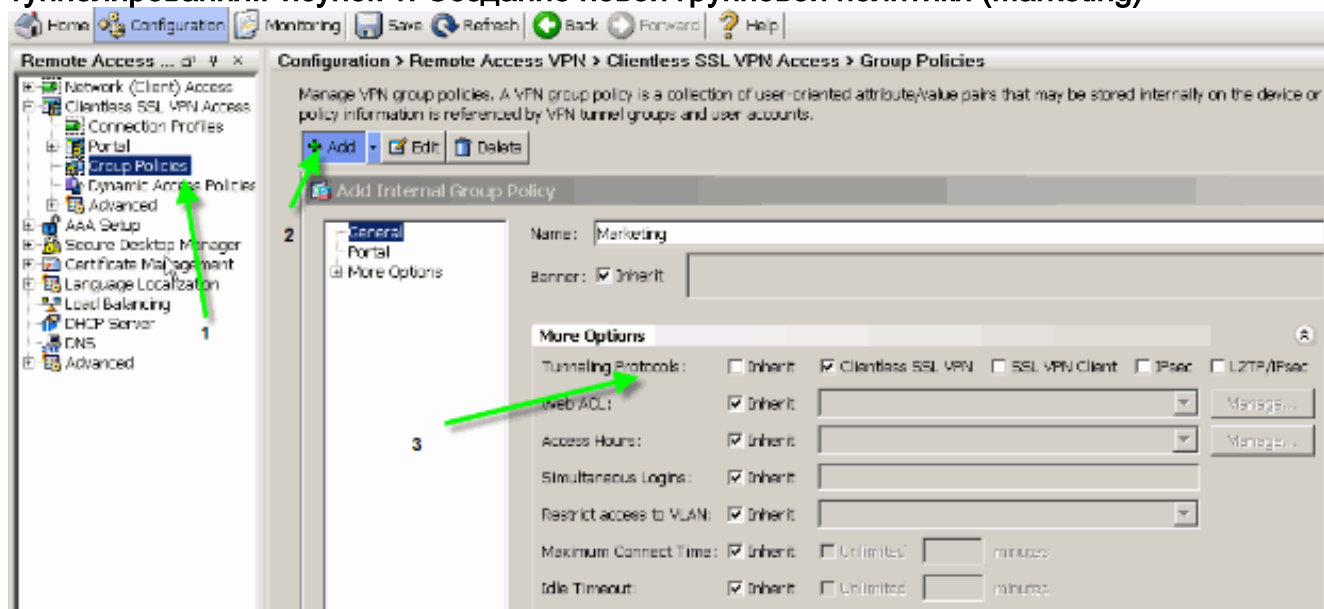 туннелированияРисунок 1. Создание новой групповой политики (Marketing)
Home Configuration Monitoring Save Refresh Back Forward Help
Remote Access ...
Configuration > Remote Access VPN > Clientless SSL VPN Access > Group Policies
Network (Client) Access
Clientless SSL VPN Access
Connection Profiles
Portal
Group Policies
Dynamic Access Policies
Advanced
AAA Setup
Secure Desktop Manager
Certificate Management
Language Localization
Load Balancing
DHCP Server
DNS
Advanced
1
Manage VPN group policies. A VPN group policy is a collection of user-oriented attribute/value pairs that may be stored internally on the device or
policy information is referenced by VPN tunnel groups and user accounts.
Add Edit Delete
2
Add Internal Group Policy
General
Portal
More Options
3
Name: Marketing
Banner: Inherit
More Options
Tunneling Protocols: Inherit Clientless SSL VPN SSL VPN Client IPsec L2TP/IPsec
Web ACL: Inherit Manage...
Access Hours: Inherit Manage...
Simultaneous Logins: Inherit
Restrict access to VLAN: Inherit
Maximum Connect Time: Inherit Unlimited minutes
Idle Timeout: Inherit Unlimited minutes